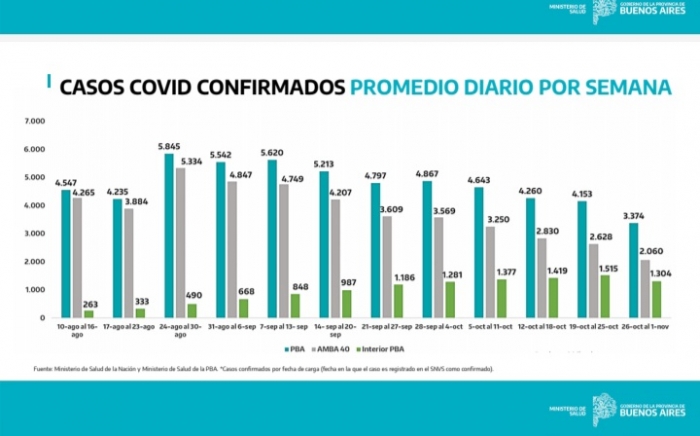 MINISTERIO DE
SALUD
GOBIERNO DE LA PROVINCIA DE
BUENOS AIRES
CASOS COVID CONFIRMADOS PROMEDIO DIARIO POR SEMANA
7.000
6.000
5.000
4.000
3.000
2.000
1.000
0
4.547 4.265 263
4.235 3.884 333
5.845 5.334 490
5.542 4.847 668
5.620 4.749 848
5.213 4.207 987
4.797 3.609 1.186
4.867 3.569 1.281
4.643 3.250 1.377
4.260 2.830 1.419
4.153 2.628 1.515
3.374 2.060 1.304
10-ago al 16-
ago
17-ago al 23-ago
24-ago al 30-
ago
31-ago al 6-sep
7-sep al 13- sep
14- sep al 20-
sep
21-sep al 27-sep
28-sep al 4-oct
5-oct al 11-oct
12-oct al 18-oct
19-oct al 25-oct
26-oct al 1-nov
PBA AMBA 40 Interior PBA
Fuente: Ministerio de Salud de la Nación y Ministerio de Salud de la PBA. *Casos confirmados por fecha de carga (fecha en la que el caso es registrado en el SNVS como confirmado).
MINISTERIO DE
SALUD
GOBIERNO DE LA PROVINCIA DE
BUENOS AIRES